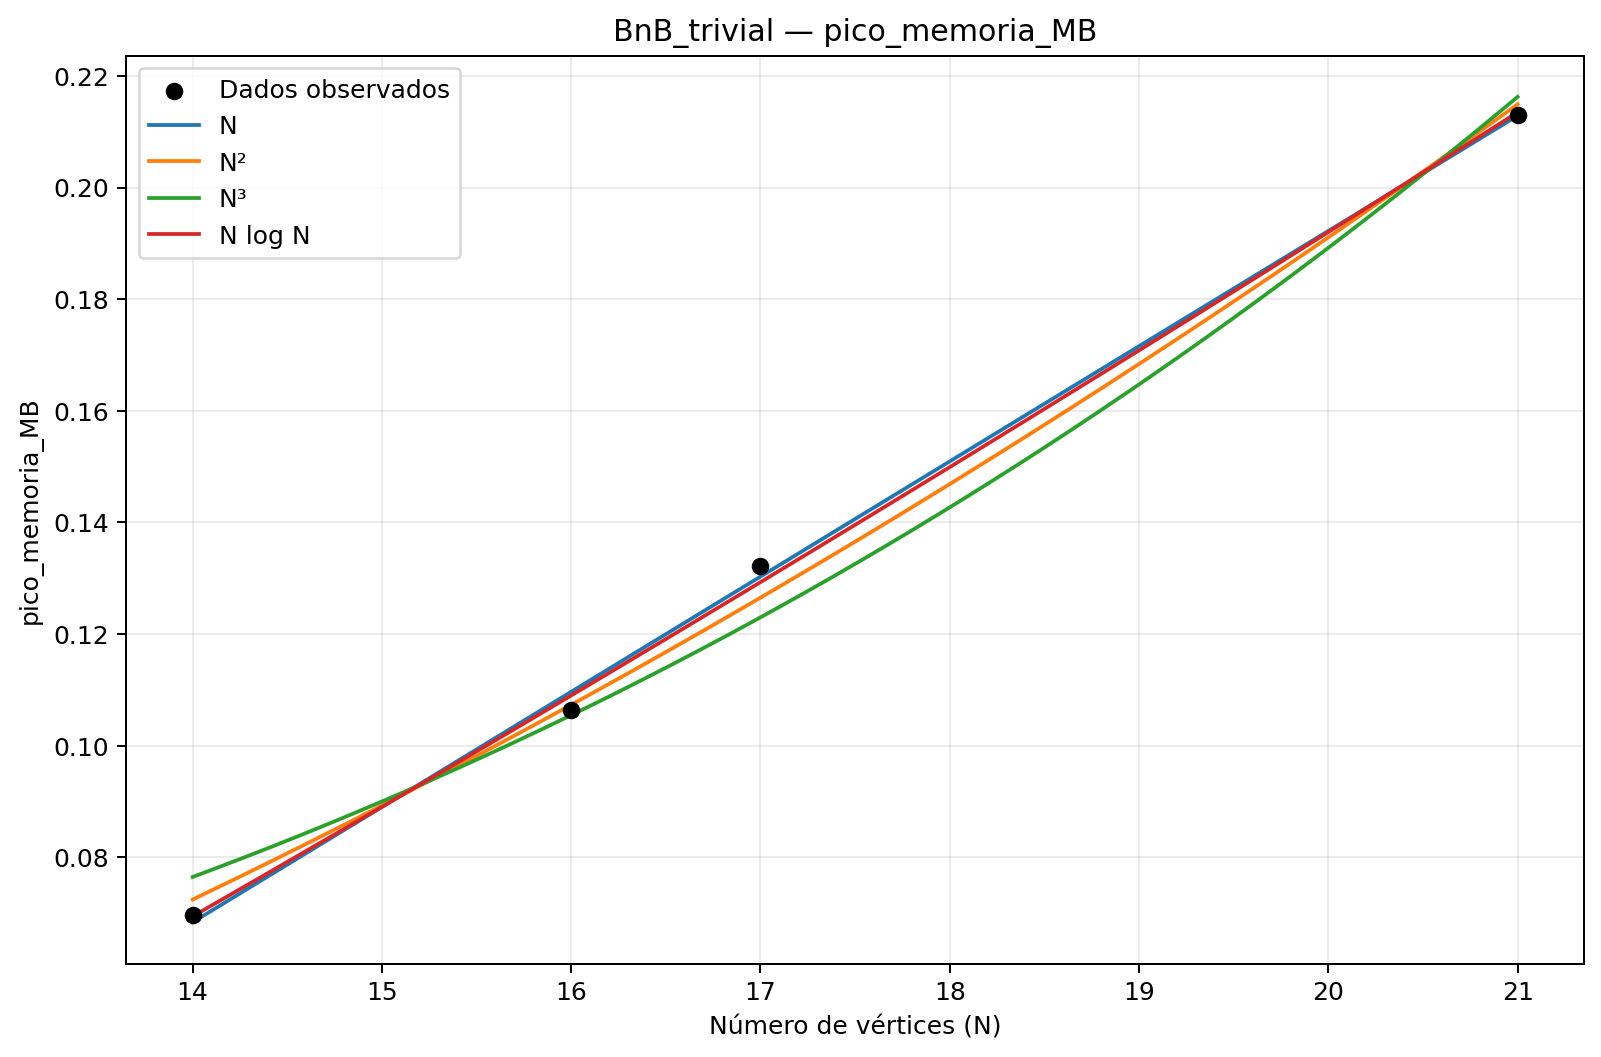 BnB_trivial — pico_memoria_MB
Dados observados
N
N²
N³
N log N
pico_memoria_MB
0.22
0.20
0.18
0.16
0.14
0.12
0.10
0.08
14 15 16 17 18 19 20 21
Número de vértices (N)